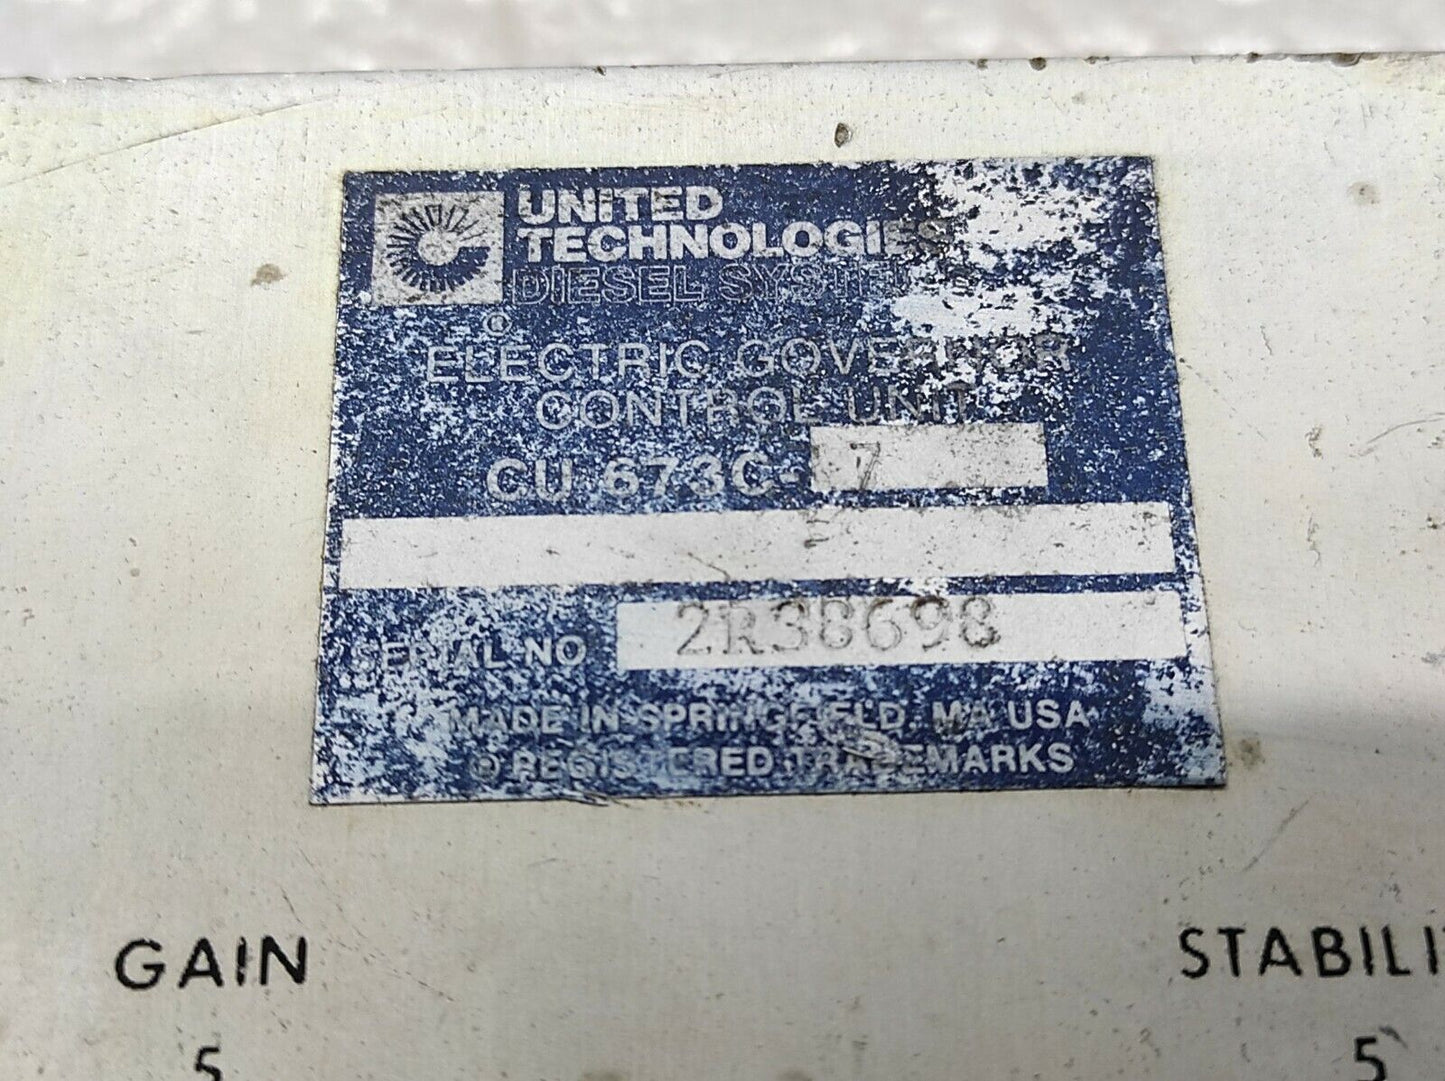 UNITED
TECHNOLOGIES
DIESEL SYSTEMS
®
ELECTRIC GOVERNOR
CONTROL UNIT
CU 673C-7
SERIAL NO 2R38698
MADE IN SPRINGFIELD, MA USA
® REGISTERED TRADEMARKS
GAIN
STABILI
5
5